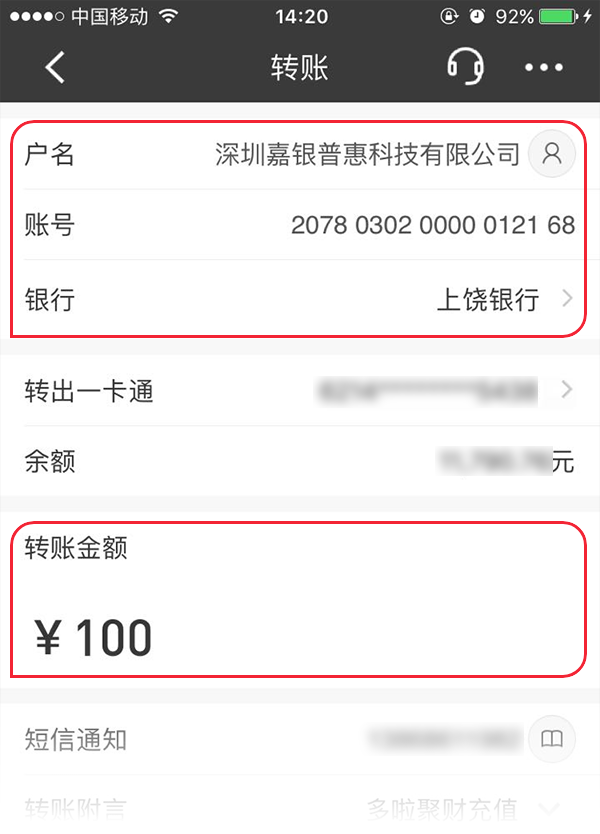 中国移动 14:20 92%
转账
户名 深圳嘉银普惠科技有限公司
账号 2078 0302 0000 0121 68
银行 上饶银行
转出一卡通
余额 元
转账金额
¥ 100
短信通知
转账附言 多啦聚财充值